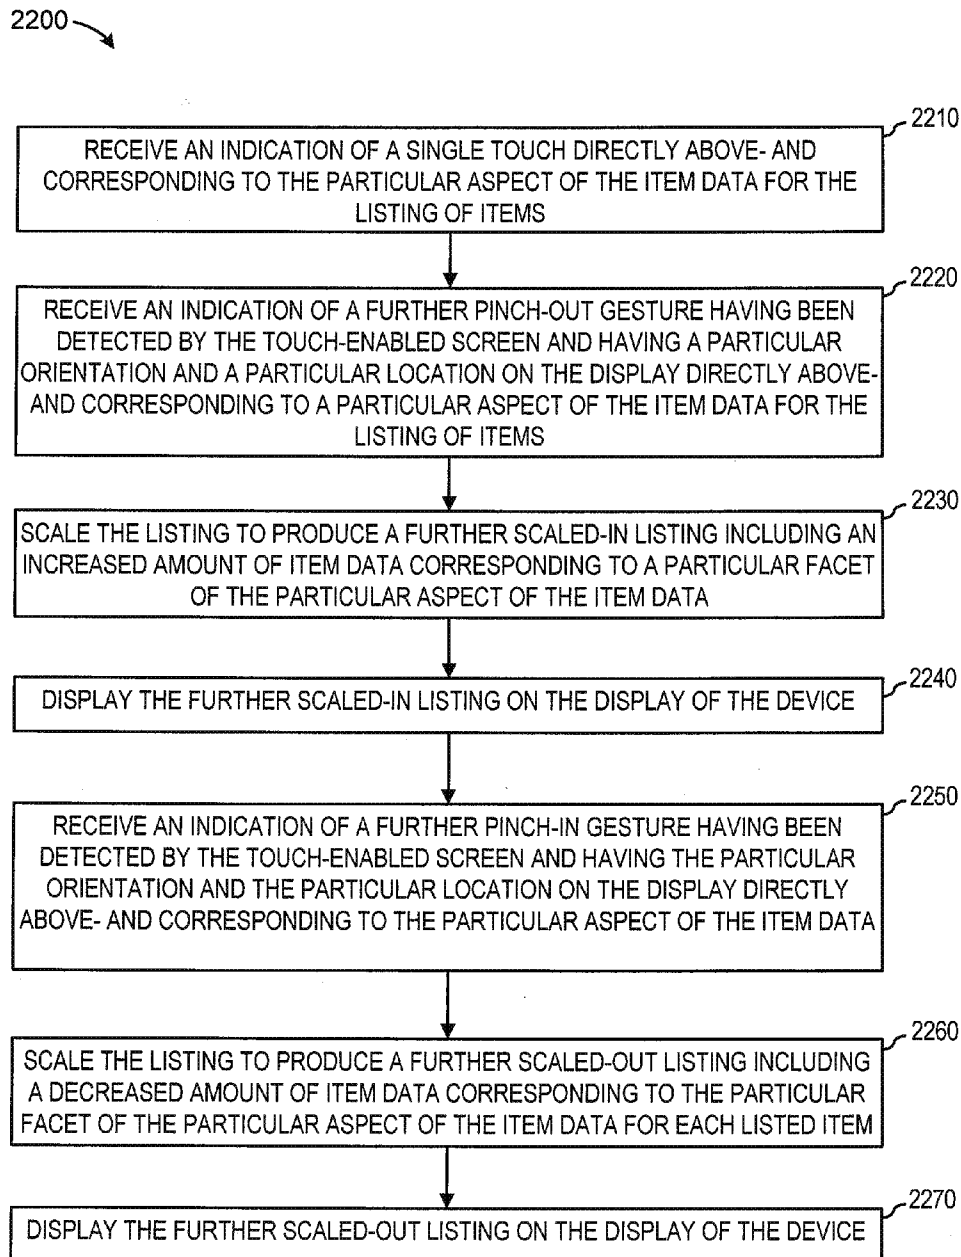 2200
2210
RECEIVE AN INDICATION OF A SINGLE TOUCH DIRECTLY ABOVE- AND
CORRESPONDING TO THE PARTICULAR ASPECT OF THE ITEM DATA FOR THE
LISTING OF ITEMS
2220
RECEIVE AN INDICATION OF A FURTHER PINCH-OUT GESTURE HAVING BEEN
DETECTED BY THE TOUCH-ENABLED SCREEN AND HAVING A PARTICULAR
ORIENTATION AND A PARTICULAR LOCATION ON THE DISPLAY DIRECTLY ABOVE-
AND CORRESPONDING TO A PARTICULAR ASPECT OF THE ITEM DATA FOR THE
LISTING OF ITEMS
2230
SCALE THE LISTING TO PRODUCE A FURTHER SCALED-IN LISTING INCLUDING AN
INCREASED AMOUNT OF ITEM DATA CORRESPONDING TO A PARTICULAR FACET
OF THE PARTICULAR ASPECT OF THE ITEM DATA
2240
DISPLAY THE FURTHER SCALED-IN LISTING ON THE DISPLAY OF THE DEVICE
2250
RECEIVE AN INDICATION OF A FURTHER PINCH-IN GESTURE HAVING BEEN
DETECTED BY THE TOUCH-ENABLED SCREEN AND HAVING THE PARTICULAR
ORIENTATION AND THE PARTICULAR LOCATION ON THE DISPLAY DIRECTLY
ABOVE- AND CORRESPONDING TO THE PARTICULAR ASPECT OF THE ITEM DATA
2260
SCALE THE LISTING TO PRODUCE A FURTHER SCALED-OUT LISTING INCLUDING
A DECREASED AMOUNT OF ITEM DATA CORRESPONDING TO THE PARTICULAR
FACET OF THE PARTICULAR ASPECT OF THE ITEM DATA FOR EACH LISTED ITEM
2270
DISPLAY THE FURTHER SCALED-OUT LISTING ON THE DISPLAY OF THE DEVICE